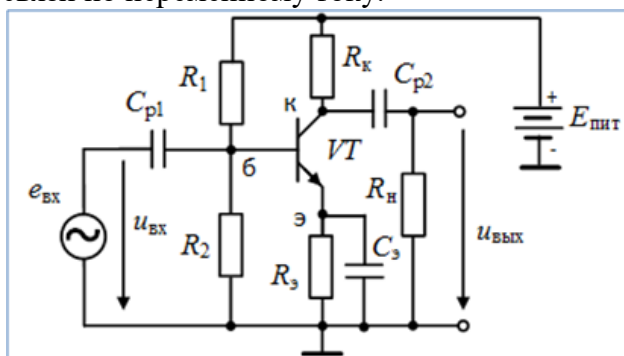 R₁
Rк
Cр1
Cр2
к
+
Eпит
-
б
VT
Rн
eвх
uвх
R₂
э
Cэ
Rэ
uвых